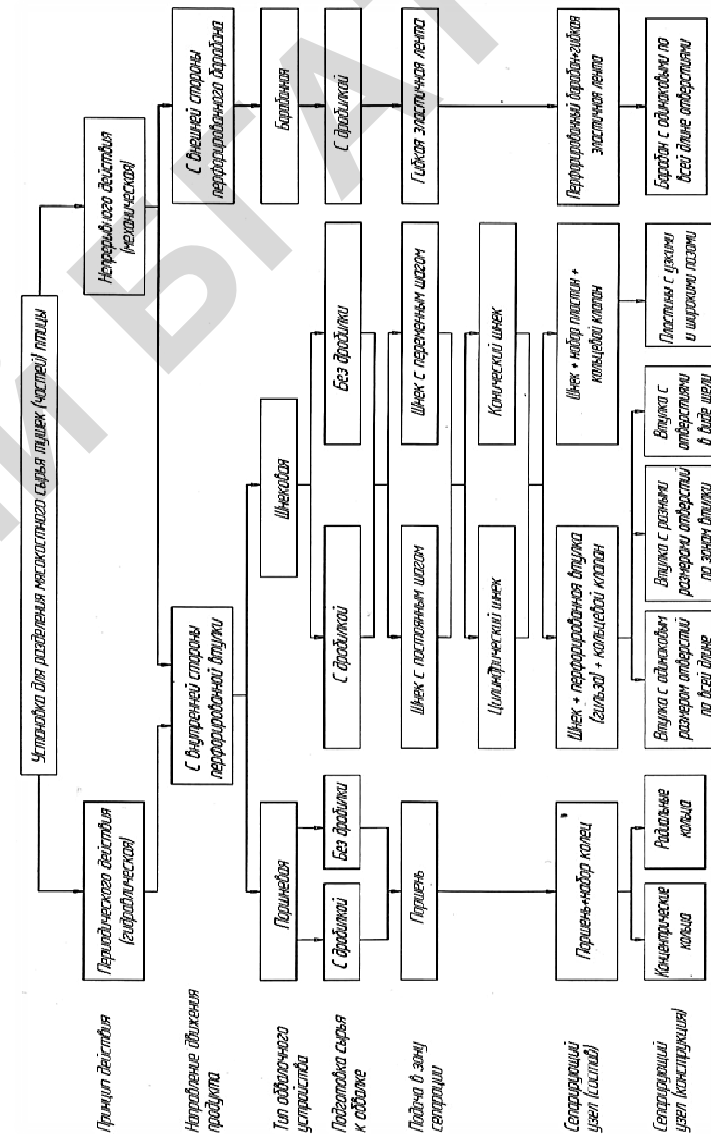 Установка для разделения мясокостного сырья тушек (частей) птицы
Принцип действия
Периодического действия
(гидравлическая)
Непрерывного действия
(механическая)
Направление движения
продукта
С внутренней стороны
перфорированной втулки
С внешней стороны
перфорированного барабана
Тип обвалочного
устройства
Поршневая
Шнековая
Барабанная
Подготовка сырья
к обвалке
С дробилкой
Без дробилки
С дробилкой
Без дробилки
С дробилкой
Подача в зону
сепарации
Поршень
Шнек с постоянным шагом
Шнек с переменным шагом
Гибкая эластичная лента
Цилиндрический шнек
Конический шнек
Сепарирующий
узел (состав)
Поршень+набор колец
Шнек + перфорированная втулка
(гильза) + кольцевой клапан
Шнек + набор пластин +
кольцевой клапан
Перфорированный барабан+гибкая
эластичная лента
Сепарирующий
узел (конструкция)
Концентрические
кольца
Радиальные
кольца
Втулка с одинаковым
размером отверстий
по всей длине
Втулка с разными
размерами отверстий
по зонам втулки
Втулка с
отверстиями
в виде щели
Пластины с узкими
и широкими пазами
Барабан с одинаковыми по
всей длине отверстиями
БГАТ